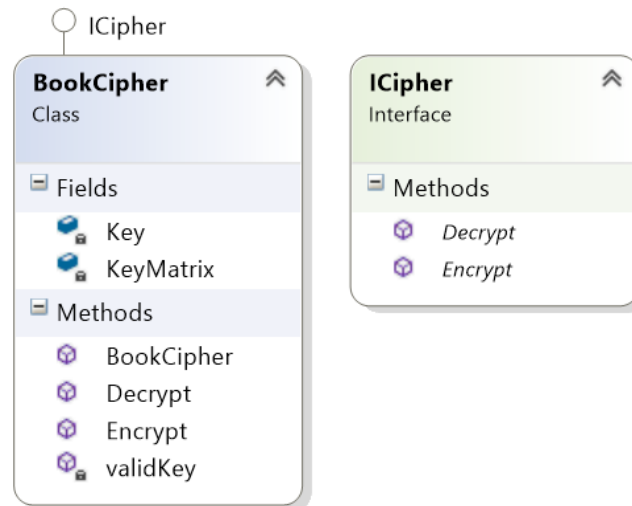 ICipher
BookCipher
Class
Fields
Key
KeyMatrix
Methods
BookCipher
Decrypt
Encrypt
validKey
ICipher
Interface
Methods
Decrypt
Encrypt